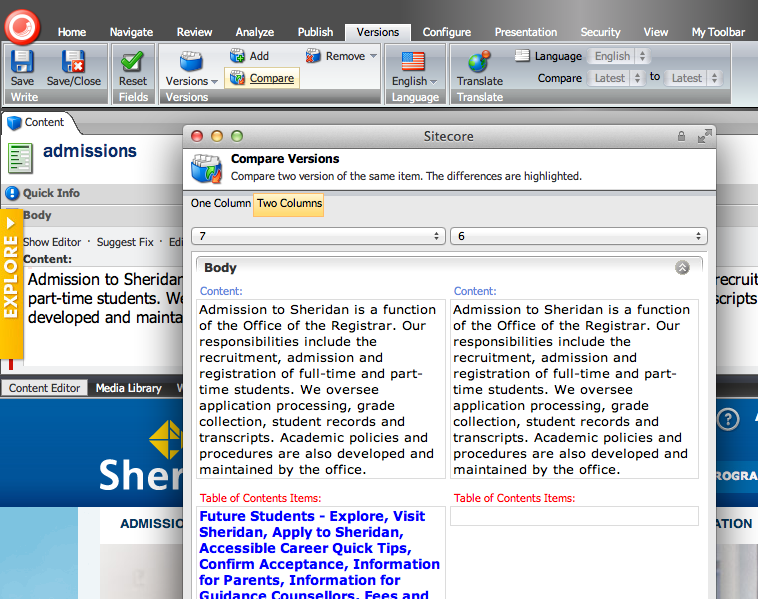 Home Navigate Review Analyze Publish Versions Configure Presentation Security View My Toolbar
Save Save/Close Reset Versions Add Remove English Translate Language English
Compare Compare Latest to Latest
Write Fields Versions Language Translate
Content
admissions
Quick Info
Body
Show Editor · Suggest Fix · Edi
Content:
Admission to Sheridan
part-time students. We
developed and mainta
recruit
scripts
EXPLORE
Content Editor Media Library W
Sher
ADMISSIO
?
ROGRA
ATION
Sitecore
Compare Versions
Compare two version of the same item. The differences are highlighted.
One Column Two Columns
7 6
Body
Content:
Admission to Sheridan is a function
of the Office of the Registrar. Our
responsibilities include the
recruitment, admission and
registration of full-time and part-
time students. We oversee
application processing, grade
collection, student records and
transcripts. Academic policies and
procedures are also developed and
maintained by the office.
Content:
Admission to Sheridan is a function
of the Office of the Registrar. Our
responsibilities include the
recruitment, admission and
registration of full-time and part-
time students. We oversee
application processing, grade
collection, student records and
transcripts. Academic policies and
procedures are also developed and
maintained by the office.
Table of Contents Items:
Future Students - Explore, Visit
Sheridan, Apply to Sheridan,
Accessible Career Quick Tips,
Confirm Acceptance, Information
for Parents, Information for
Guidance Counsellors, Fees and
Table of Contents Items: